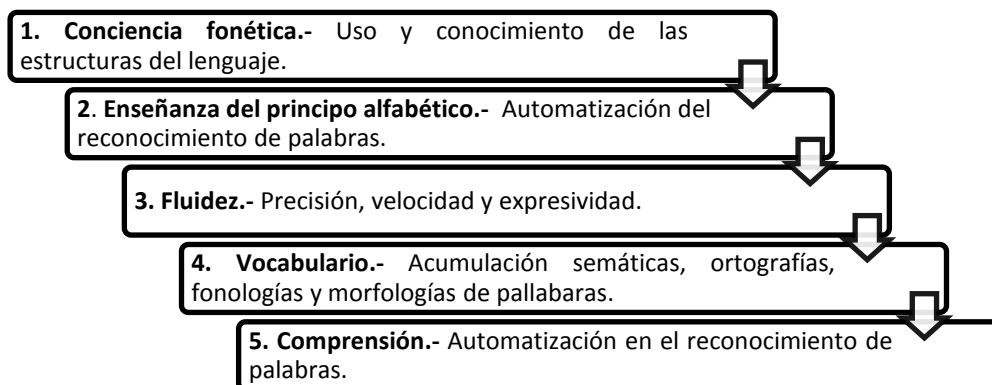 1. Conciencia fonética.- Uso y conocimiento de las
estructuras del lenguaje.
2. Enseñanza del principo alfabético.- Automatización del
reconocimiento de palabras.
3. Fluidez.- Precisión, velocidad y expresividad.
4. Vocabulario.- Acumulación semáticas, ortografías,
fonologías y morfologías de pallabaras.
5. Comprensión.- Automatización en el reconocimiento de
palabras.